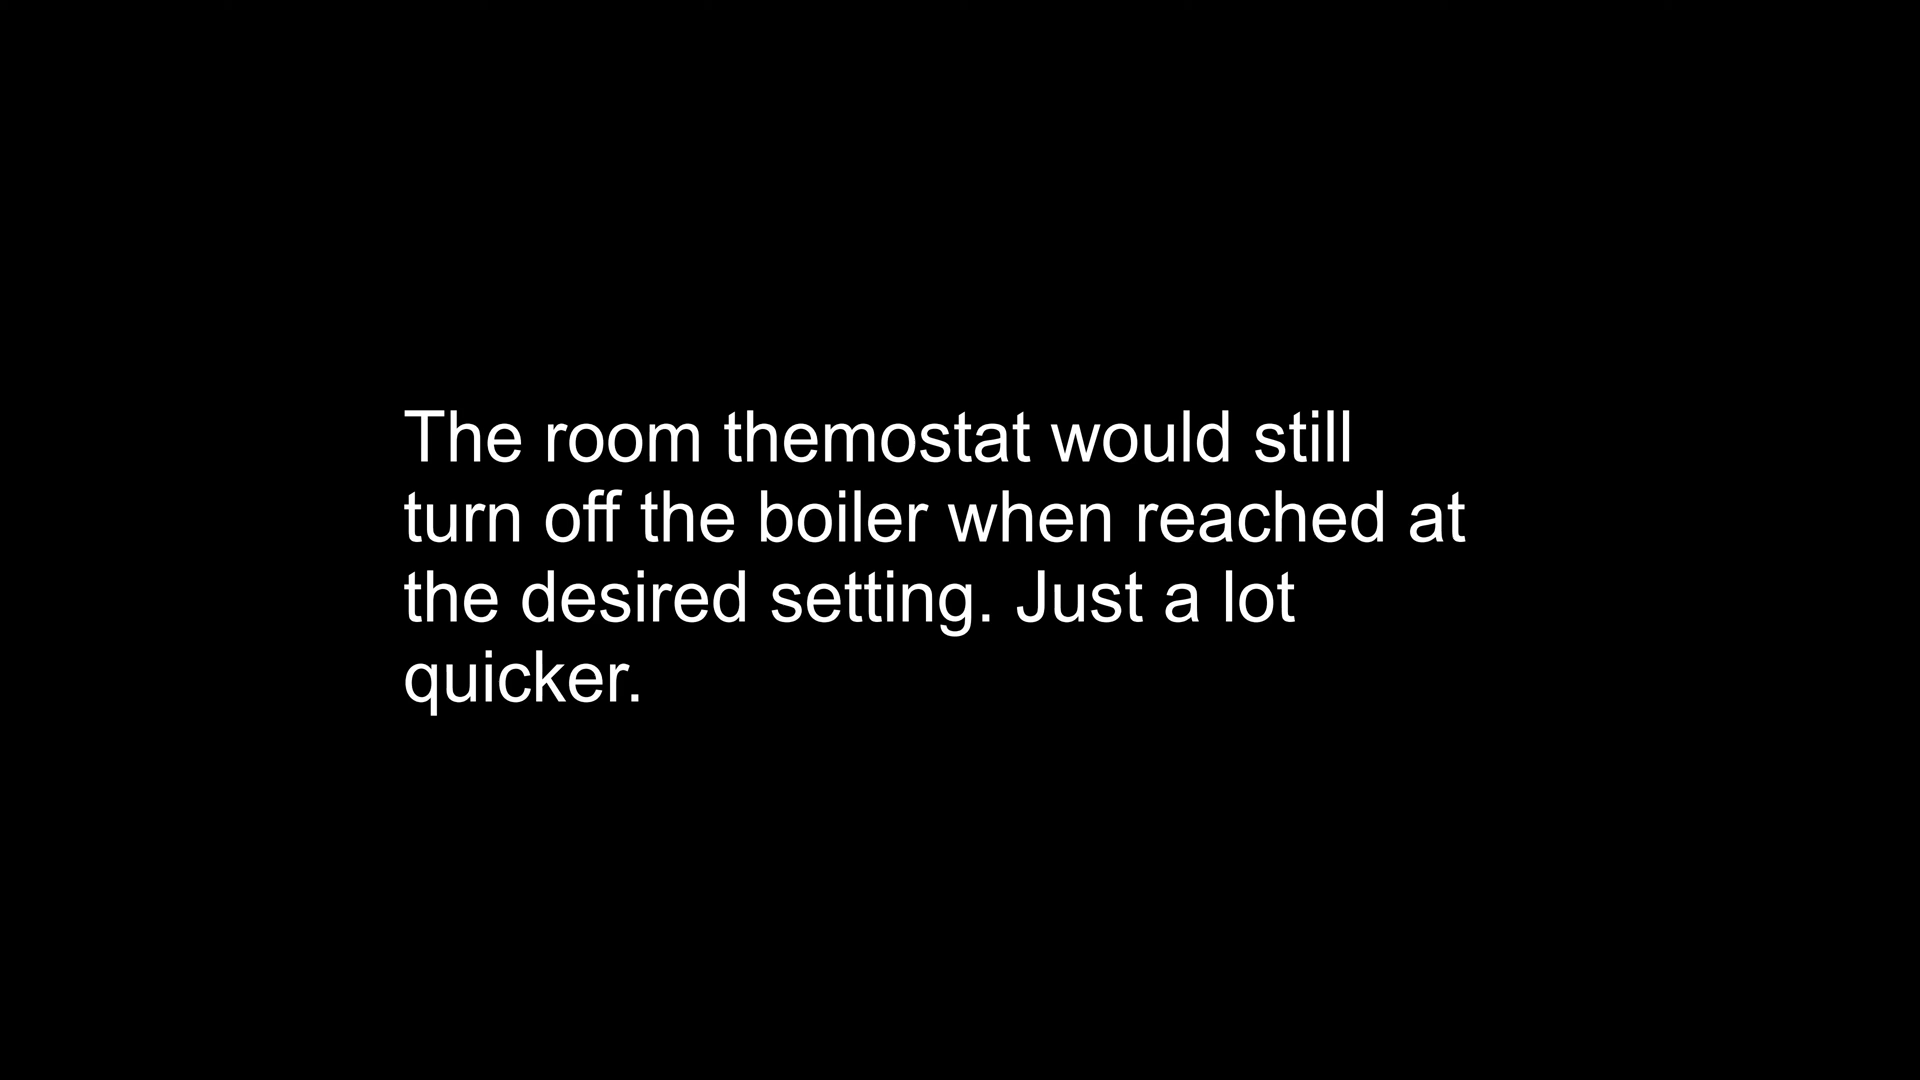 The room themostat would still
turn off the boiler when reached at
the desired setting. Just a lot
quicker.